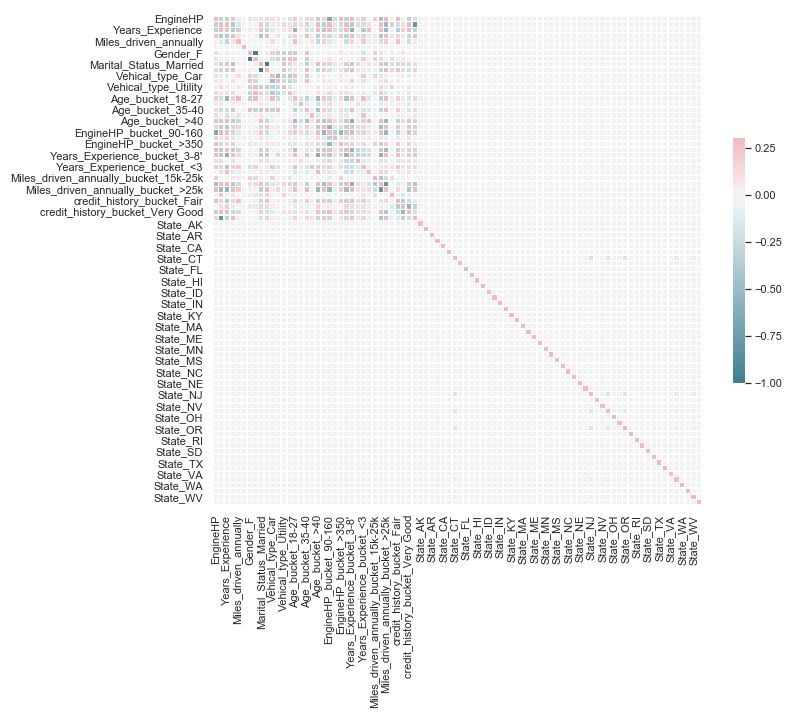 EngineHP
Years_Experience
Miles_driven_annually
Gender_F
Marital_Status_Married
Vehical_type_Car
Vehical_type_Utility
Age_bucket_18-27
Age_bucket_35-40
Age_bucket_>40
EngineHP_bucket_90-160
EngineHP_bucket_>350
Years_Experience_bucket_3-8'
Years_Experience_bucket_<3
Miles_driven_annually_bucket_15k-25k
Miles_driven_annually_bucket_>25k
credit_history_bucket_Fair
credit_history_bucket_Very Good
State_AK
State_AR
State_CA
State_CT
State_FL
State_HI
State_ID
State_IN
State_KY
State_MA
State_ME
State_MN
State_MS
State_NC
State_NE
State_NJ
State_NV
State_OH
State_OR
State_RI
State_SD
State_TX
State_VA
State_WA
State_WV
0.25
0.00
−0.25
−0.50
−0.75
−1.00
EngineHP
Years_Experience
Miles_driven_annually
Gender_F
Marital_Status_Married
Vehical_type_Car
Vehical_type_Utility
Age_bucket_18-27
Age_bucket_35-40
Age_bucket_>40
EngineHP_bucket_90-160
EngineHP_bucket_>350
Years_Experience_bucket_3-8'
Years_Experience_bucket_<3
Miles_driven_annually_bucket_15k-25k
Miles_driven_annually_bucket_>25k
credit_history_bucket_Fair
credit_history_bucket_Very Good
State_AK
State_AR
State_CA
State_CT
State_FL
State_HI
State_ID
State_IN
State_KY
State_MA
State_ME
State_MN
State_MS
State_NC
State_NE
State_NJ
State_NV
State_OH
State_OR
State_RI
State_SD
State_TX
State_VA
State_WA
State_WV